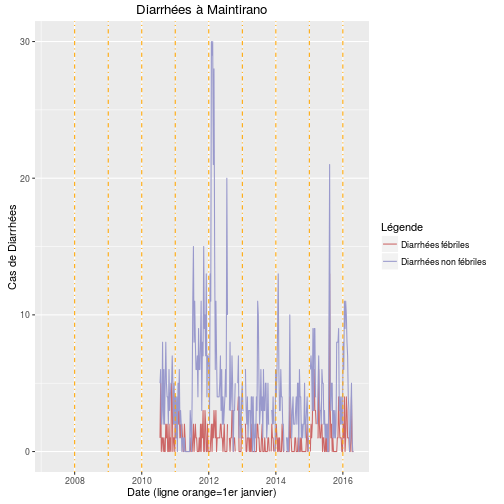 Diarrhées à Maintirano
30
20
10
0
Cas de Diarrhées
2008
2010
2012
2014
2016
Date (ligne orange=1er janvier)
Légende
Diarrhées fébriles
Diarrhées non fébriles